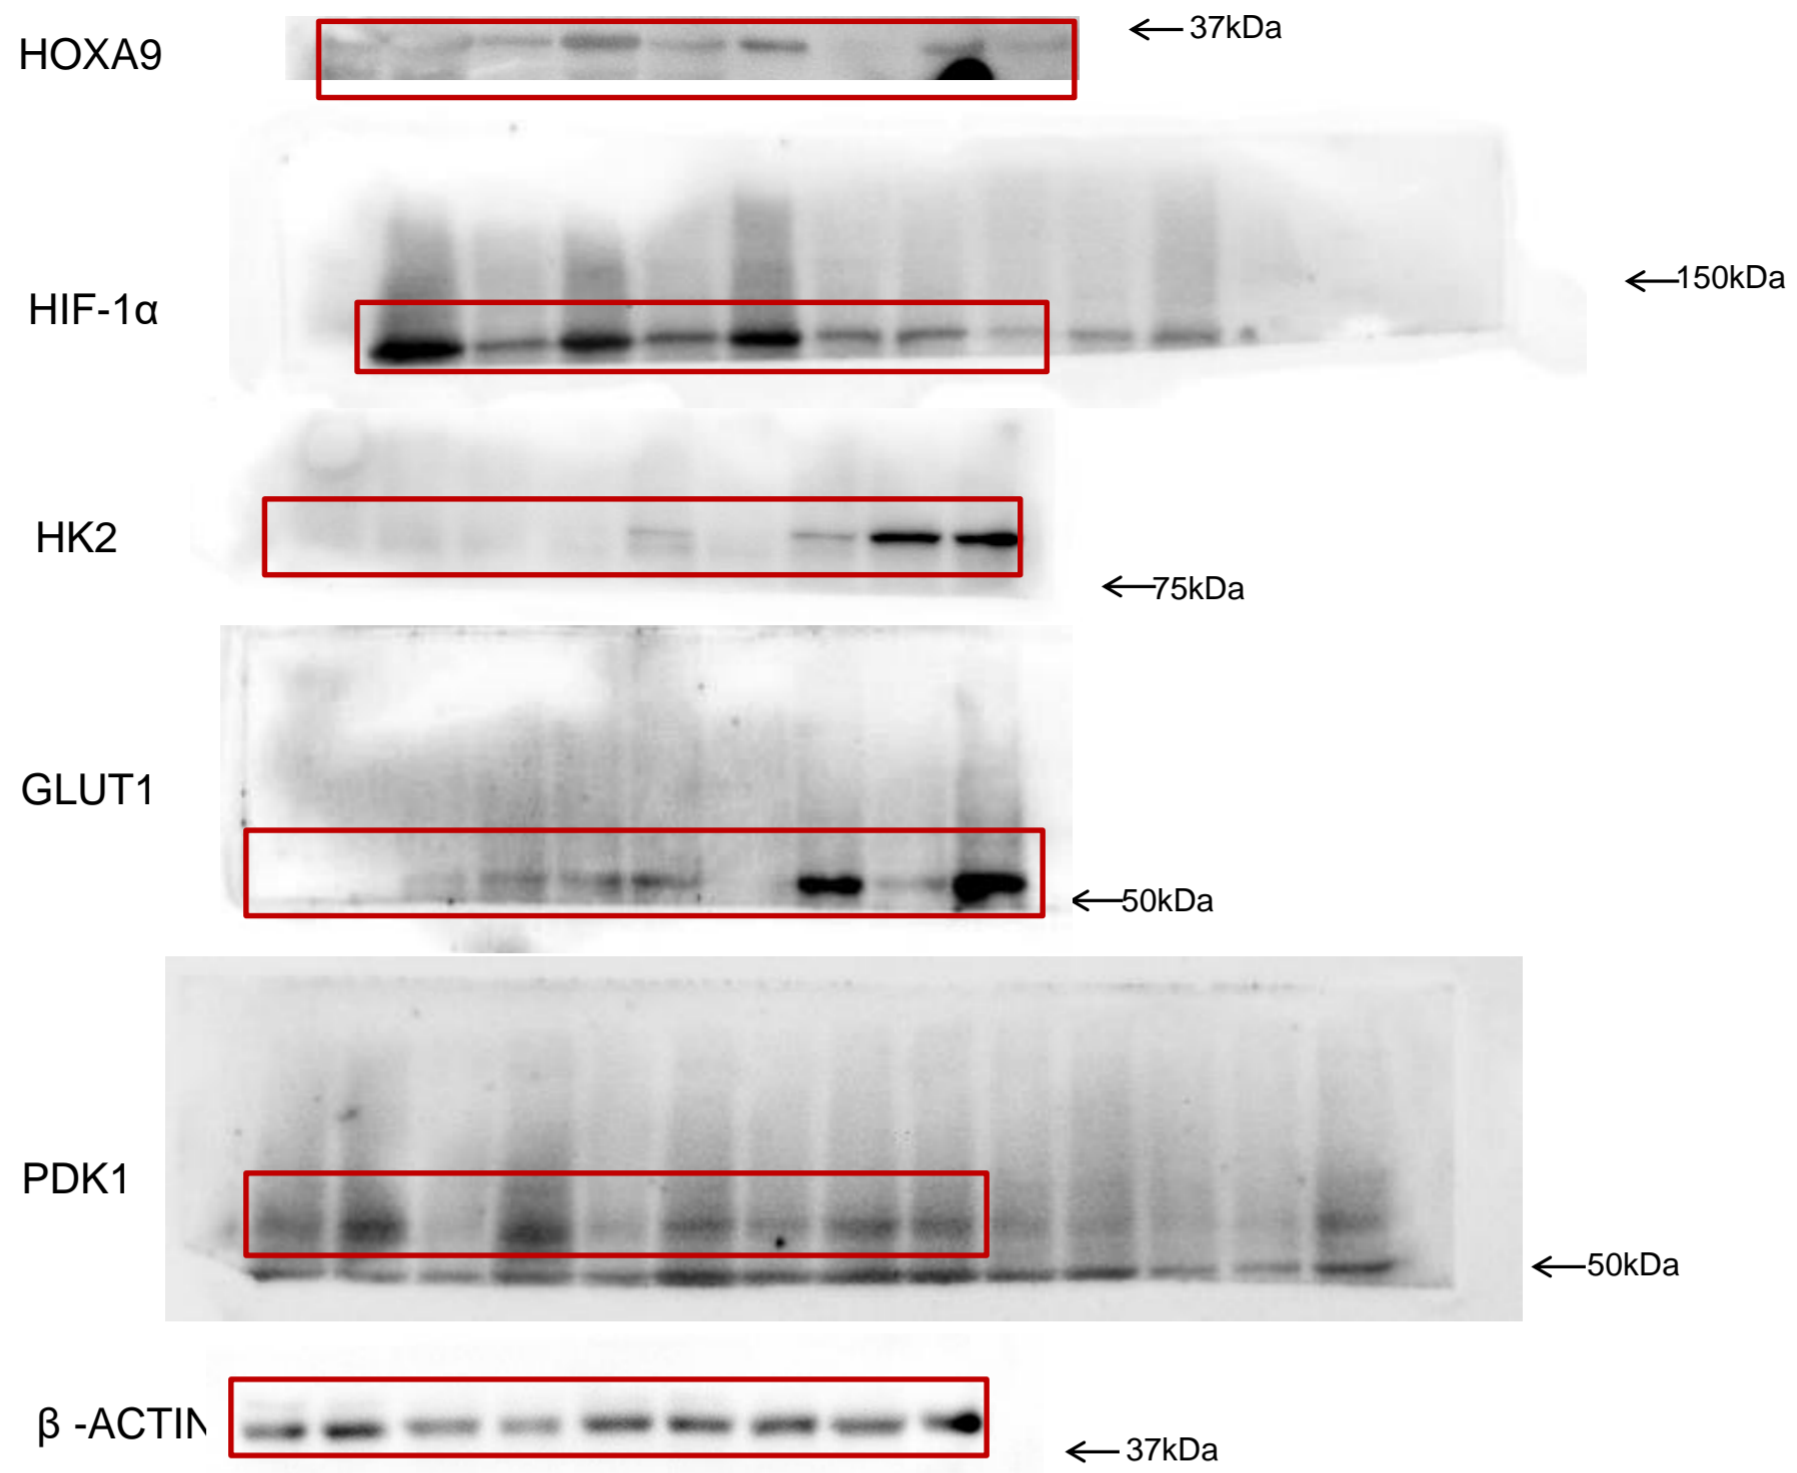 HOXA9
37kDa
HIF-1α
150kDa
HK2
75kDa
GLUT1
50kDa
PDK1
50kDa
β -ACTIN
37kDa